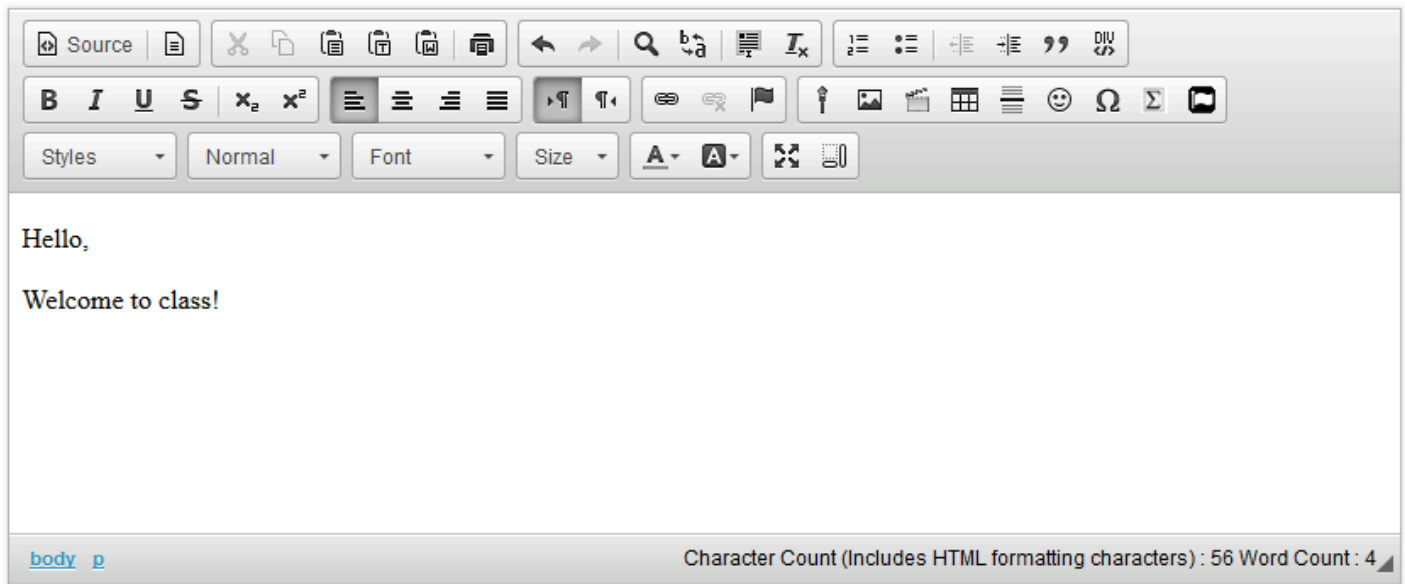 Source
Styles Normal Font Size
Hello,
Welcome to class!
body p Character Count (Includes HTML formatting characters) : 56 Word Count : 4